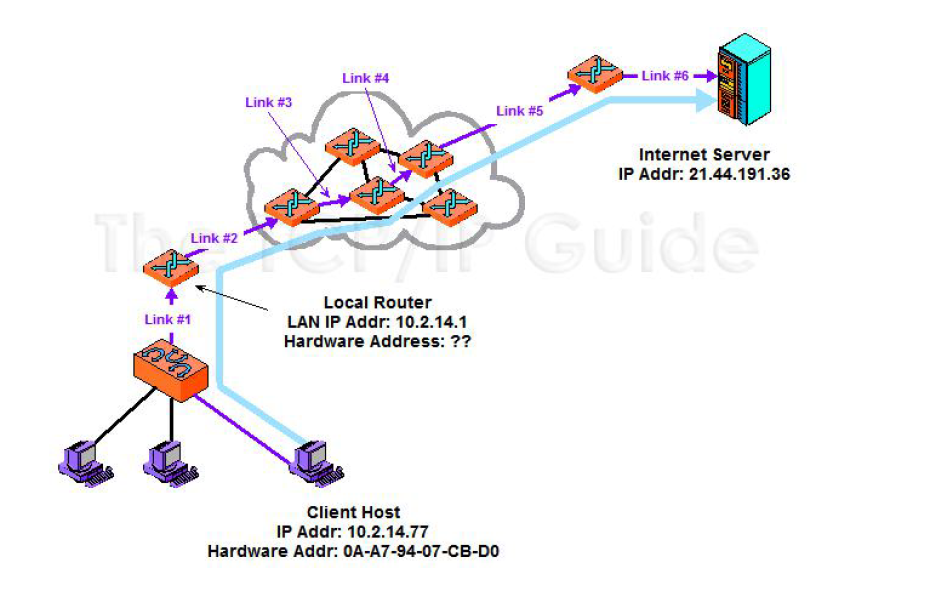 Link #4
Link #3
Link #6
Link #5
Internet Server
IP Addr: 21.44.191.36
The TCP/IP Guide
Link #2
Local Router
LAN IP Addr: 10.2.14.1
Hardware Address: ??
Link #1
Client Host
IP Addr: 10.2.14.77
Hardware Addr: 0A-A7-94-07-CB-D0